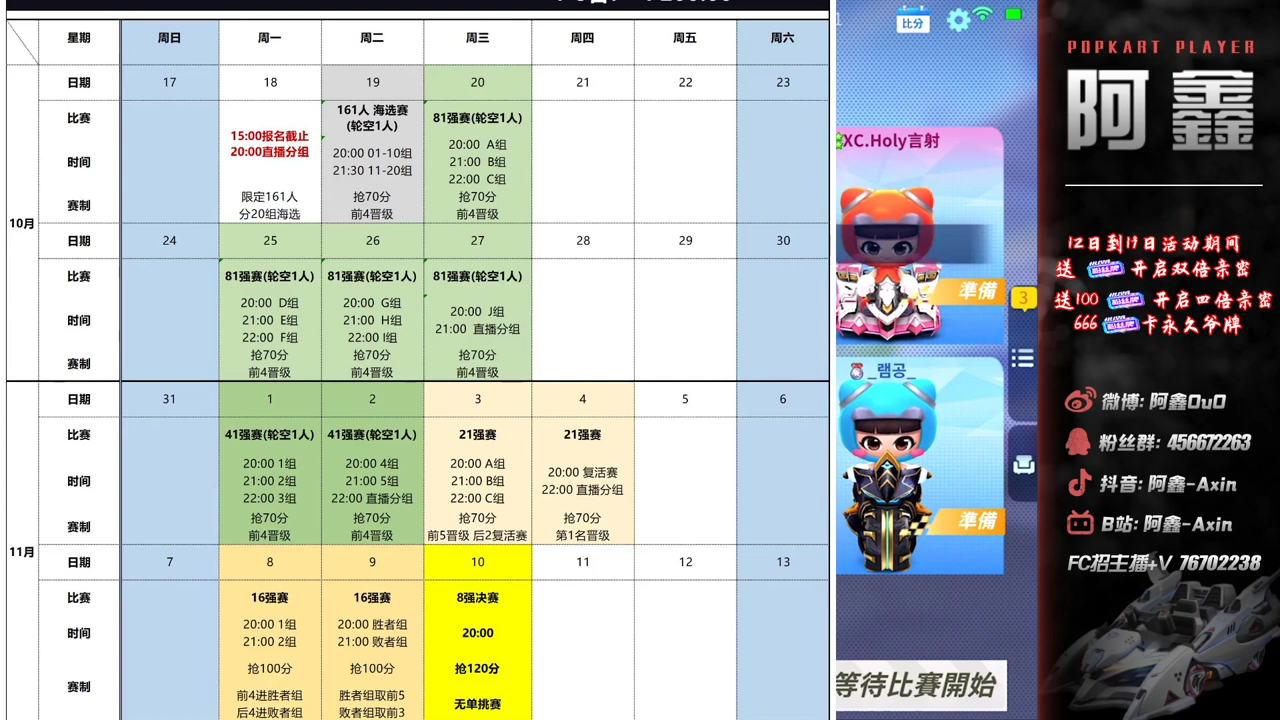 星期 周日 周一 周二 周三 周四 周五 周六
10月
日期 17 18 19 20 21 22 23
比赛
时间
赛制
15:00报名截止
20:00直播分组
限定161人
分20组海选
161人 海选赛
(轮空1人)
20:00 01-10组
21:30 11-20组
抢70分
前4晋级
81强赛(轮空1人)
20:00 A组
21:00 B组
22:00 C组
抢70分
前4晋级
日期 24 25 26 27 28 29 30
比赛
时间
赛制
81强赛(轮空1人)
20:00 D组
21:00 E组
22:00 F组
抢70分
前4晋级
81强赛(轮空1人)
20:00 G组
21:00 H组
22:00 I组
抢70分
前4晋级
81强赛(轮空1人)
20:00 J组
21:00 直播分组
抢70分
前4晋级
11月
日期 31 1 2 3 4 5 6
比赛
时间
赛制
41强赛(轮空1人)
20:00 1组
21:00 2组
22:00 3组
抢70分
前4晋级
41强赛(轮空1人)
20:00 4组
21:00 5组
22:00 直播分组
抢70分
前4晋级
21强赛
20:00 A组
21:00 B组
22:00 C组
抢70分
前5晋级 后2复活赛
21强赛
20:00 复活赛
22:00 直播分组
抢70分
第1名晋级
日期 7 8 9 10 11 12 13
比赛
时间
赛制
16强赛
20:00 1组
21:00 2组
抢100分
前4进胜者组
后4进败者组
16强赛
20:00 胜者组
21:00 败者组
抢100分
胜者组取前5
败者组取前3
8强决赛
20:00
抢120分
无单挑赛
比分
XC.Holy言射
準備
3
_램공_
準備
等待比賽開始
POPKART PLAYER
阿鑫
12日到19日活动期间
送 粉丝牌 开启双倍亲密
送100 粉丝牌 开启四倍亲密
666 粉丝牌 卡永久爷牌
微博: 阿鑫OuO
粉丝群: 456672263
抖音: 阿鑫-Axin
B站: 阿鑫-Axin
FC招主播+V 76702238